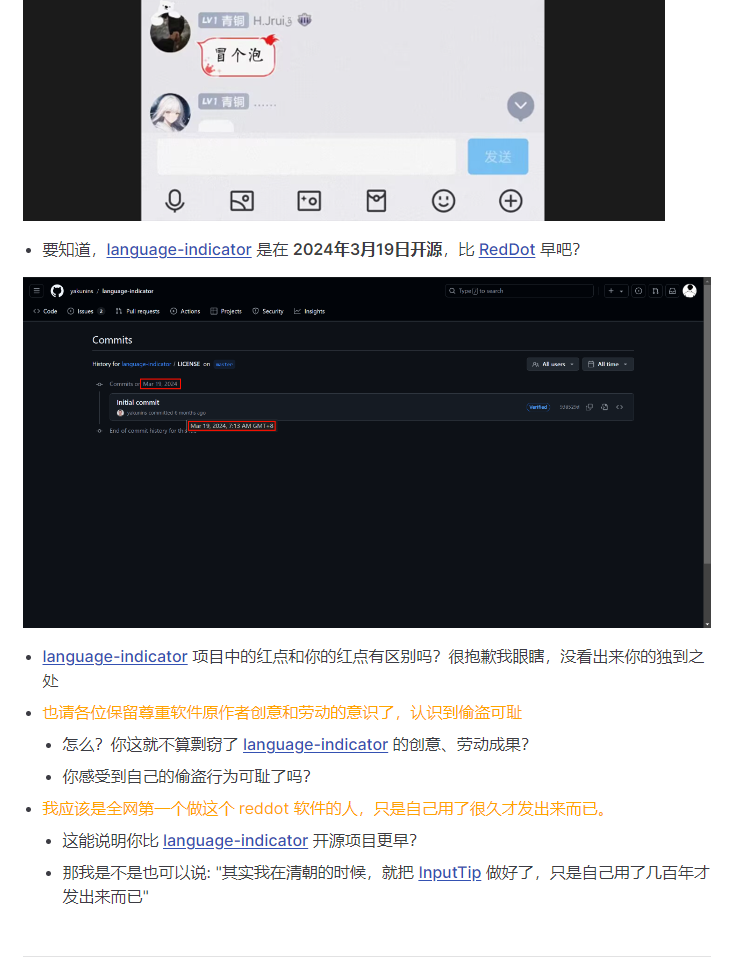 LV1 青铜 H.Jrui
冒个泡
LV1 青铜 ······
发送
要知道，language-indicator 是在 2024年3月19日开源，比 RedDot 早吧？
yakunins / language-indicator
Type [/] to search
Code Issues 2 Pull requests Actions Projects Security Insights
Commits
History for language-indicator / LICENSE on master
All users All time
Commits on Mar 19, 2024
Initial commit
yakunins committed 6 months ago
Verified
Mar 19, 2024, 7:13 AM GMT+8
End of commit history for this
language-indicator 项目中的红点和你的红点有区别吗？很抱歉我眼瞎，没看出来你的独到之
处
也请各位保留尊重软件原作者创意和劳动的意识了，认识到偷盗可耻
怎么？你这就不算剽窃了 language-indicator 的创意、劳动成果？
你感受到自己的偷盗行为可耻了吗？
我应该是全网第一个做这个 reddot 软件的人，只是自己用了很久才发出来而已。
这能说明你比 language-indicator 开源项目更早？
那我是不是也可以说: "其实我在清朝的时候，就把 InputTip 做好了，只是自己用了几百年才
发出来而已"